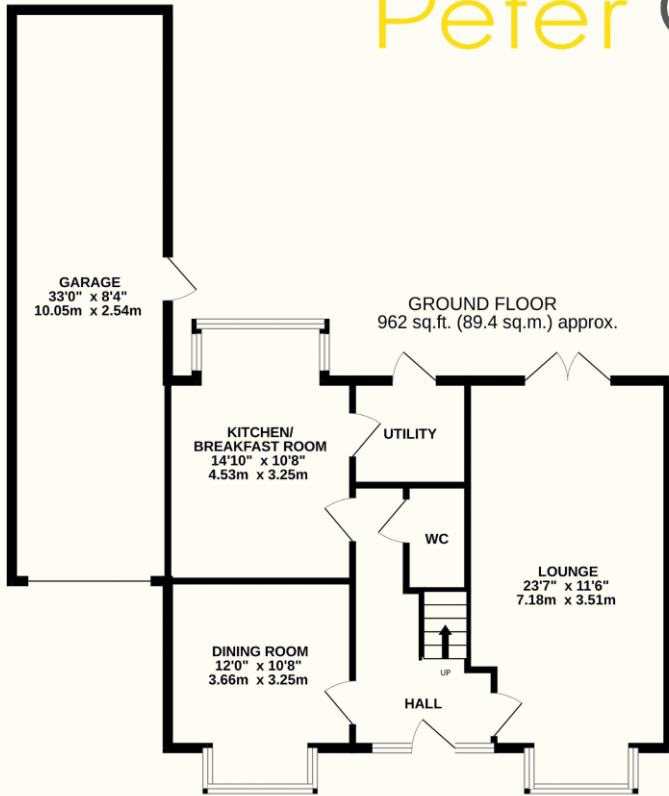 Peter
GARAGE
33'0" x 8'4"
10.05m x 2.54m
GROUND FLOOR
962 sq.ft. (89.4 sq.m.) approx.
KITCHEN/
BREAKFAST ROOM
14'10" x 10'8"
4.53m x 3.25m
UTILITY
WC
LOUNGE
23'7" x 11'6"
7.18m x 3.51m
DINING ROOM
12'0" x 10'8"
3.66m x 3.25m
UP
HALL